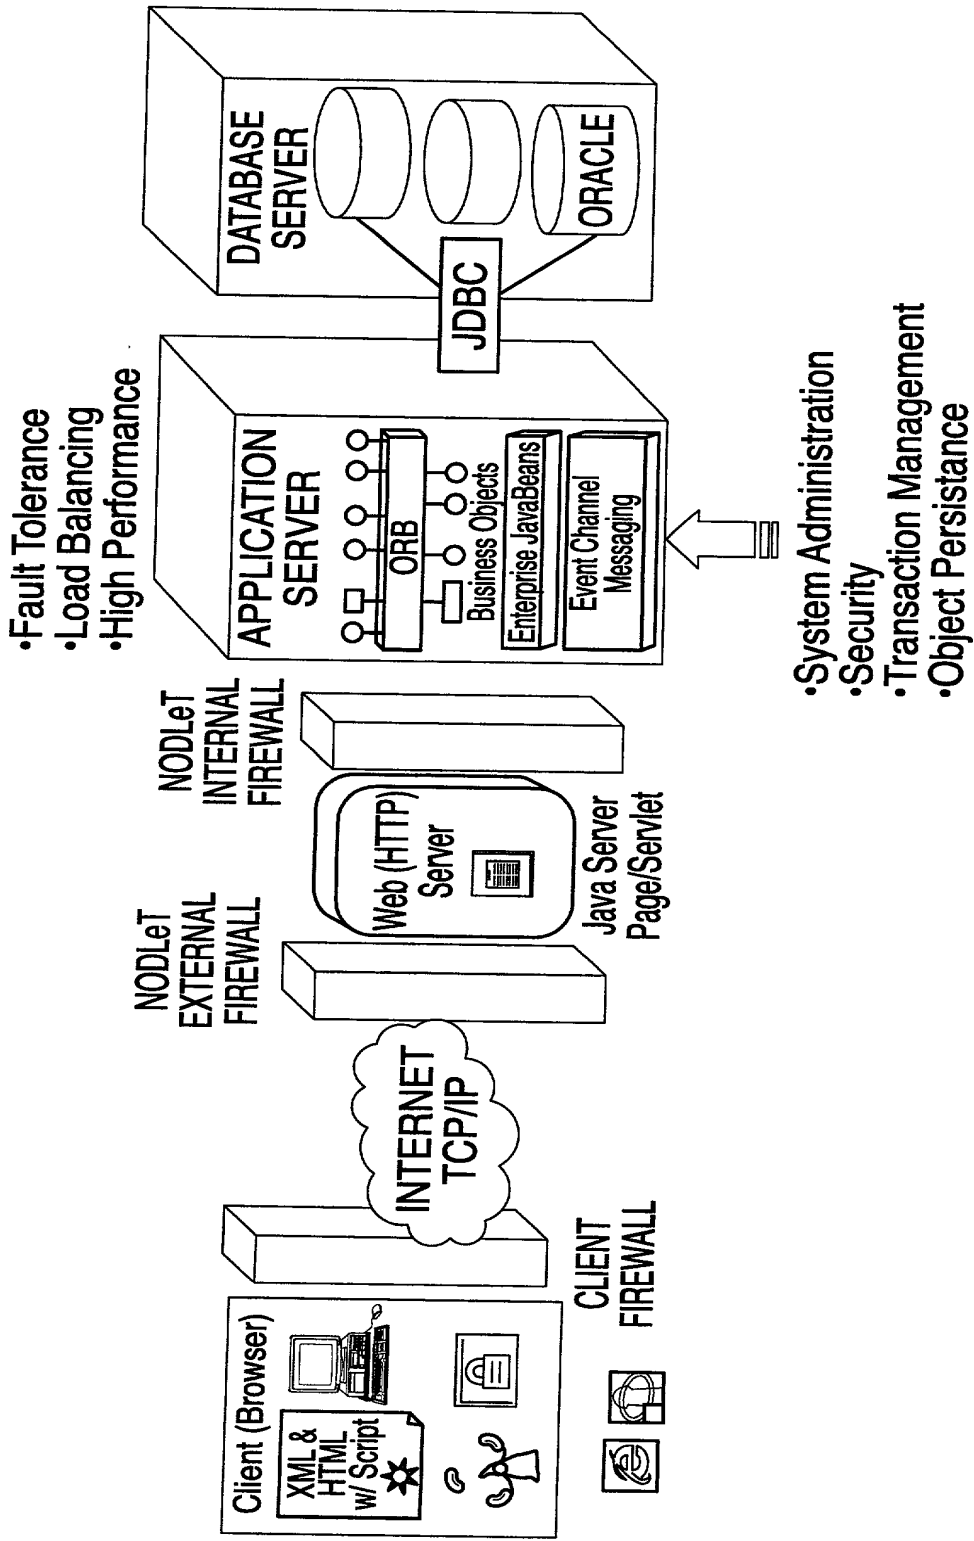 •Fault Tolerance
•Load Balancing
•High Performance
Client (Browser)
XML &
HTML
w/ Script
CLIENT
FIREWALL
INTERNET
TCP/IP
NODLeT
EXTERNAL
FIREWALL
Web (HTTP)
Server
Java Server
Page/Servlet
NODLeT
INTERNAL
FIREWALL
APPLICATION
SERVER
ORB
Business Objects
Enterprise JavaBeans
Event Channel
Messaging
JDBC
DATABASE
SERVER
ORACLE
•System Administration
•Security
•Transaction Management
•Object Persistance